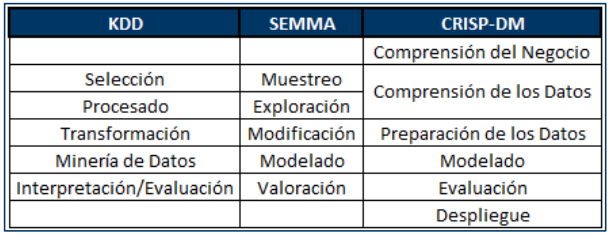 KDD SEMMA CRISP-DM
Comprensión del Negocio
Selección Muestreo Comprensión de los Datos
Procesado Exploración
Transformación Modificación Preparación de los Datos
Minería de Datos Modelado Modelado
Interpretación/Evaluación Valoración Evaluación
Despliegue